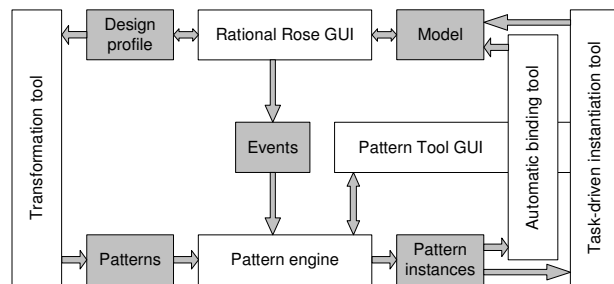 Transformation tool
Design
profile
Rational Rose GUI
Model
Events
Pattern Tool GUI
Automatic binding tool
Task-driven instantiation tool
Patterns
Pattern engine
Pattern
instances